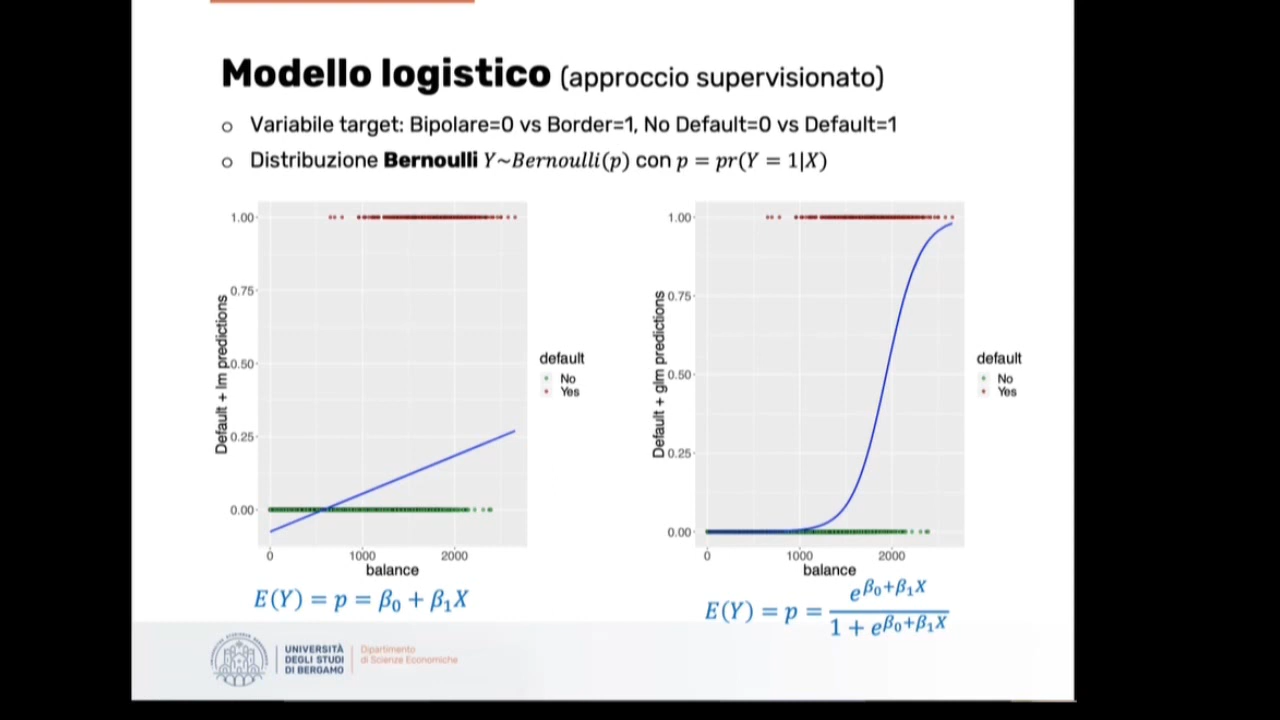 Modello logistico (approccio supervisionato)
o Variabile target: Bipolare=0 vs Border=1, No Default=0 vs Default=1
o Distribuzione Bernoulli Y~Bernoulli(p) con p = pr(Y = 1|X)
Default + lm predictions
1.00
0.75
0.50
0.25
0.00
0 1000 2000
balance
default
No
Yes
E(Y) = p = β₀ + β₁X
Default + glm predictions
1.00
0.75
0.50
0.25
0.00
0 1000 2000
balance
default
No
Yes
E(Y) = p = e^{β₀+β₁X} / 1 + e^{β₀+β₁X}
UNIVERSITÀ
DEGLI STUDI
DI BERGAMO
Dipartimento
di Scienze Economiche